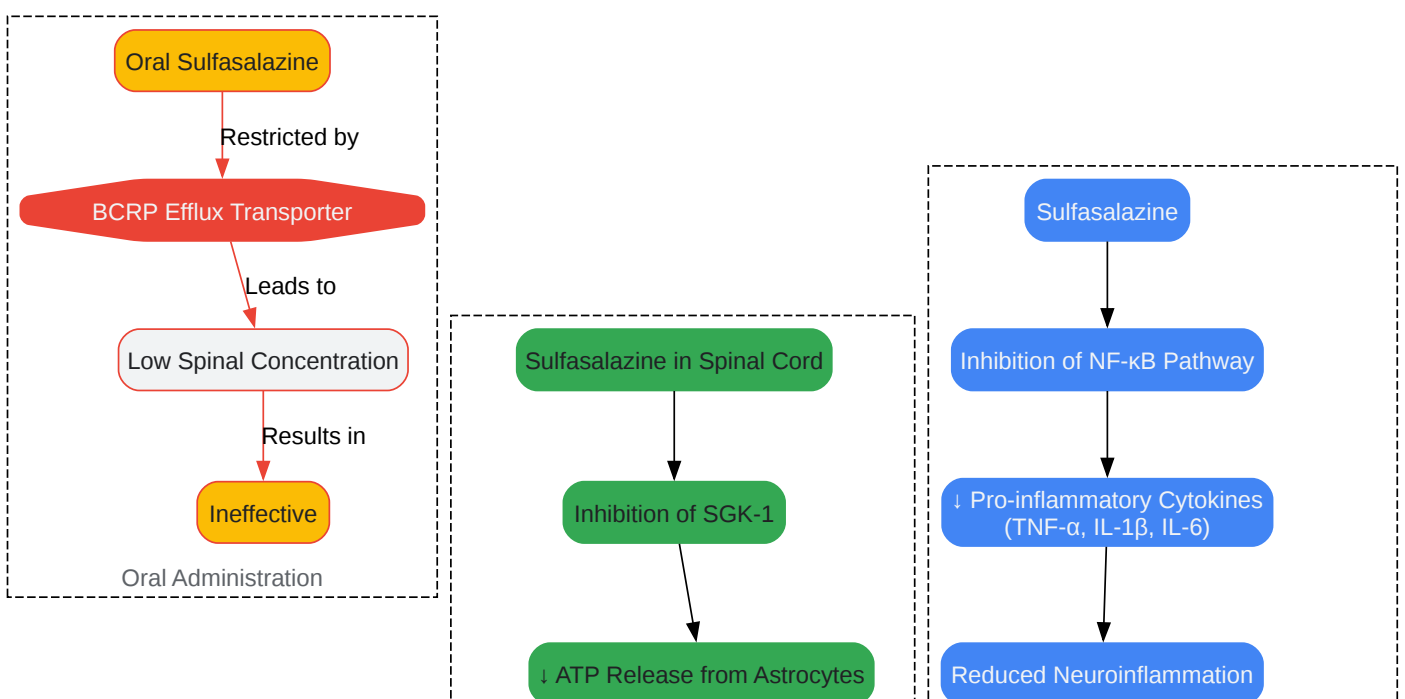 Oral Sulfasalazine
Restricted by
BCRP Efflux Transporter
Leads to
Low Spinal Concentration
Results in
Ineffective
Oral Administration
Sulfasalazine in Spinal Cord
Inhibition of SGK-1
↓ ATP Release from Astrocytes
Sulfasalazine
Inhibition of NF-κB Pathway
↓ Pro-inflammatory Cytokines
(TNF-α, IL-1β, IL-6)
Reduced Neuroinflammation